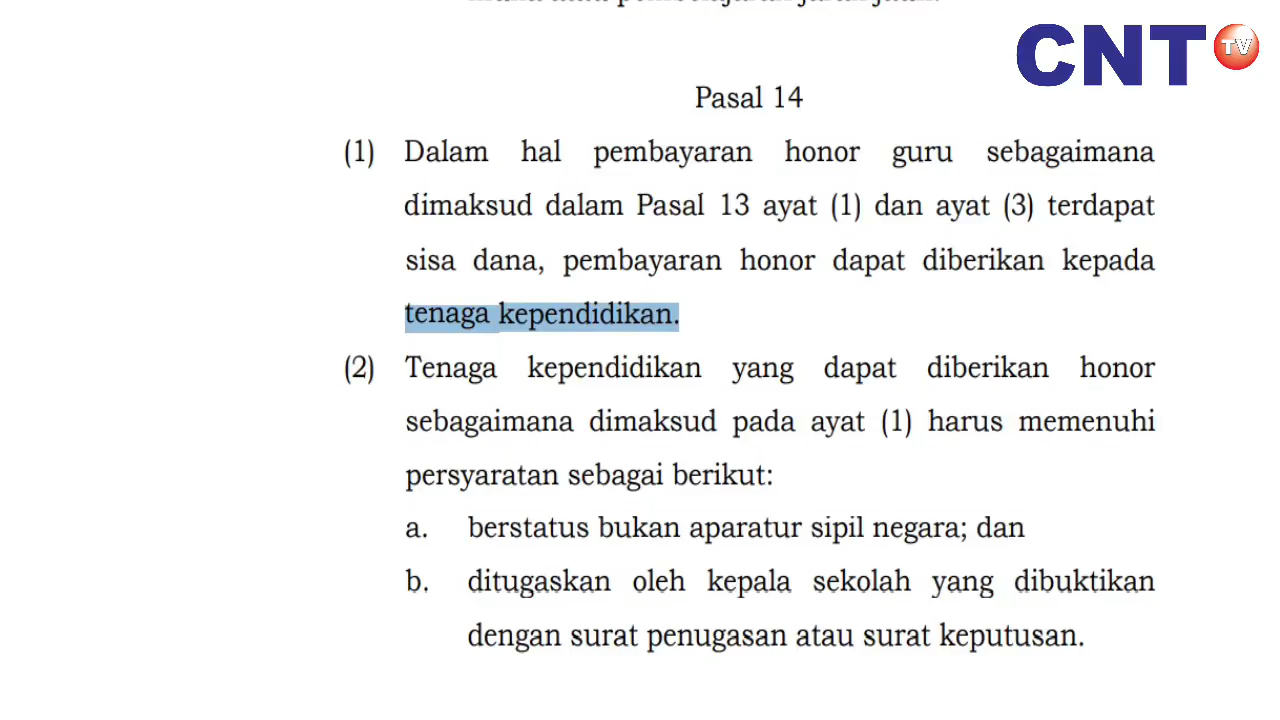 CNT TV
Pasal 14
(1) Dalam hal pembayaran honor guru sebagaimana
dimaksud dalam Pasal 13 ayat (1) dan ayat (3) terdapat
sisa dana, pembayaran honor dapat diberikan kepada
tenaga kependidikan.
(2) Tenaga kependidikan yang dapat diberikan honor
sebagaimana dimaksud pada ayat (1) harus memenuhi
persyaratan sebagai berikut:
a. berstatus bukan aparatur sipil negara; dan
b. ditugaskan oleh kepala sekolah yang dibuktikan
dengan surat penugasan atau surat keputusan.